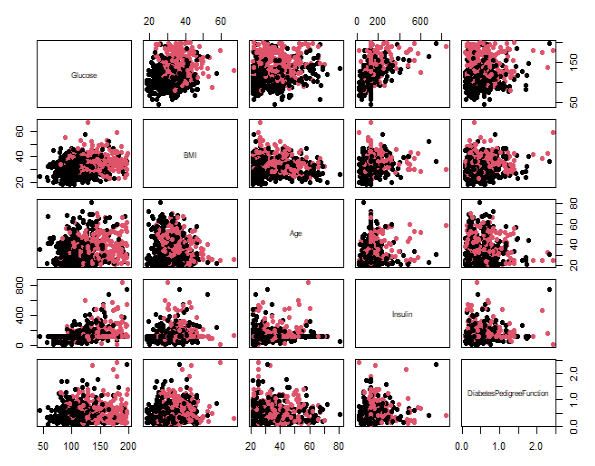 20 40 60 0 200 600
Glucose
50 150
20 40 60
BMI
Age
20 40 60 80
0 400 800
Insulin
DiabetesPedigreeFunction
0.0 1.0 2.0
50 100 150 200 20 40 60 80 0.0 1.0 2.0